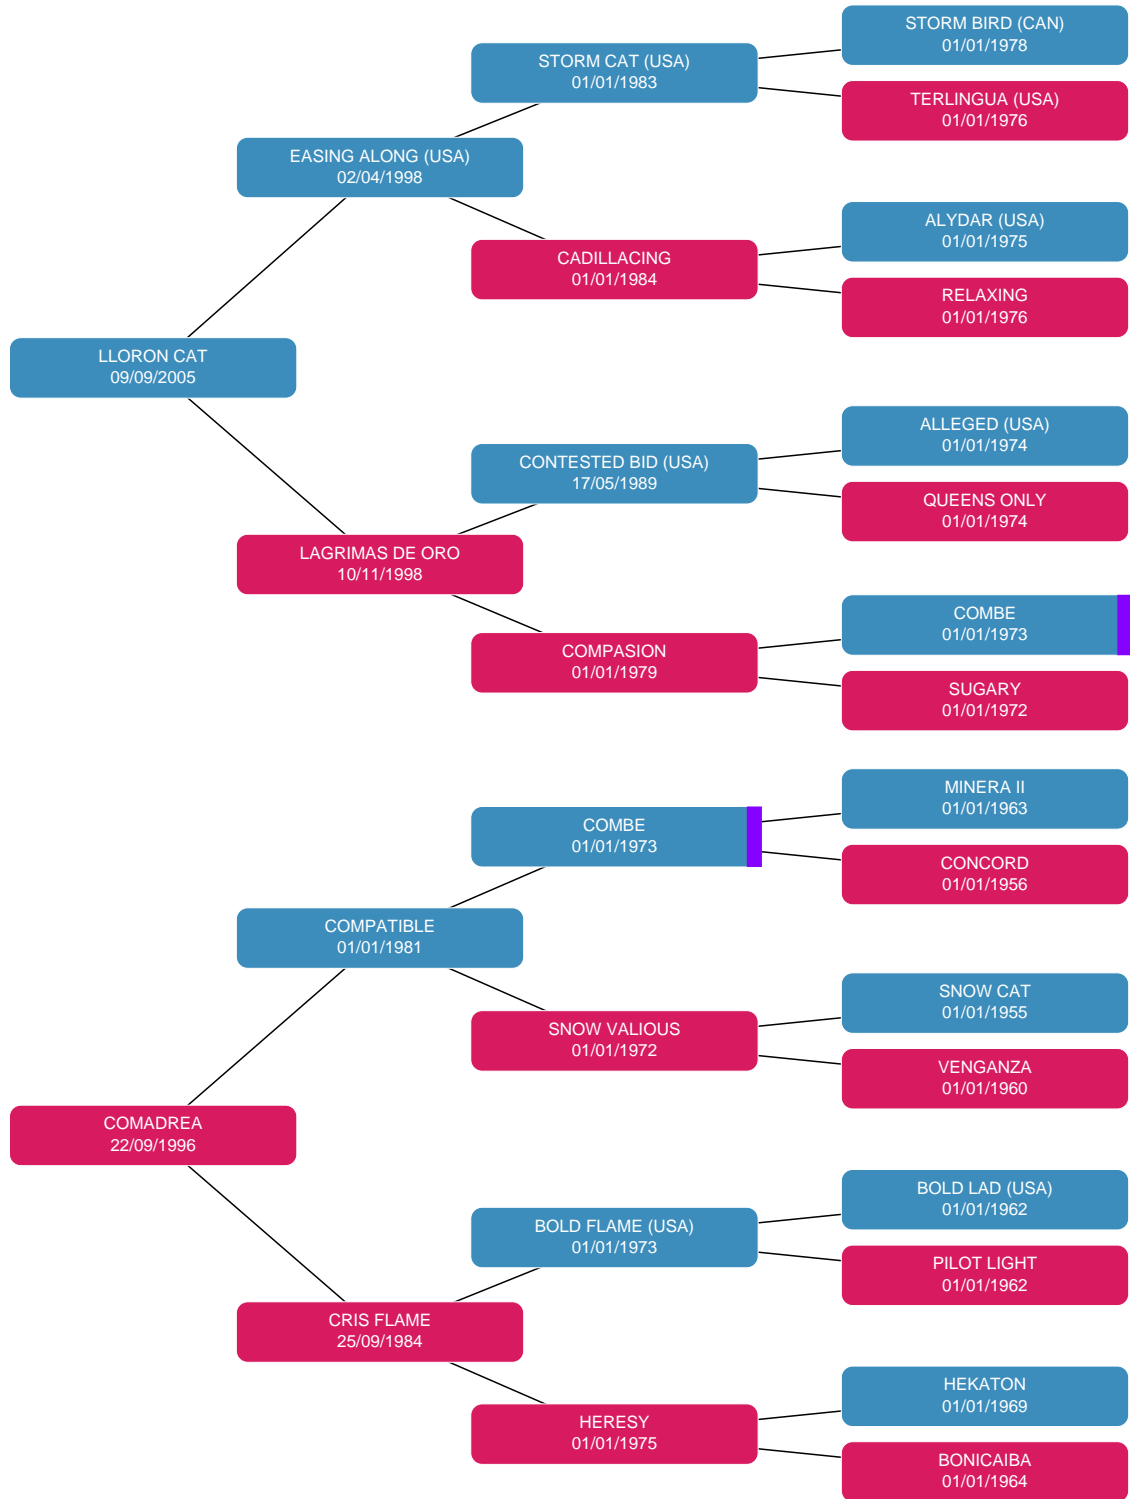 STORM BIRD (CAN)
01/01/1978
STORM CAT (USA)
01/01/1983
TERLINGUA (USA)
01/01/1976
EASING ALONG (USA)
02/04/1998
ALYDAR (USA)
01/01/1975
CADILLACING
01/01/1984
RELAXING
01/01/1976
LLORON CAT
09/09/2005
ALLEGED (USA)
01/01/1974
CONTESTED BID (USA)
17/05/1989
QUEENS ONLY
01/01/1974
LAGRIMAS DE ORO
10/11/1998
COMBE
01/01/1973
COMPASION
01/01/1979
SUGARY
01/01/1972
MINERA II
01/01/1963
COMBE
01/01/1973
CONCORD
01/01/1956
COMPATIBLE
01/01/1981
SNOW CAT
01/01/1955
SNOW VALIOUS
01/01/1972
VENGANZA
01/01/1960
COMADREA
22/09/1996
BOLD LAD (USA)
01/01/1962
BOLD FLAME (USA)
01/01/1973
PILOT LIGHT
01/01/1962
CRIS FLAME
25/09/1984
HEKATON
01/01/1969
HERESY
01/01/1975
BONICAIBA
01/01/1964